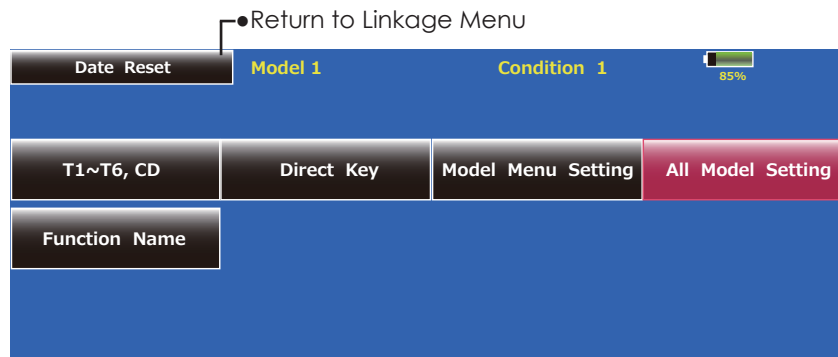 ●Return to Linkage Menu
Date Reset Model 1 Condition 1 85%
T1~T6, CD Direct Key Model Menu Setting All Model Setting
Function Name